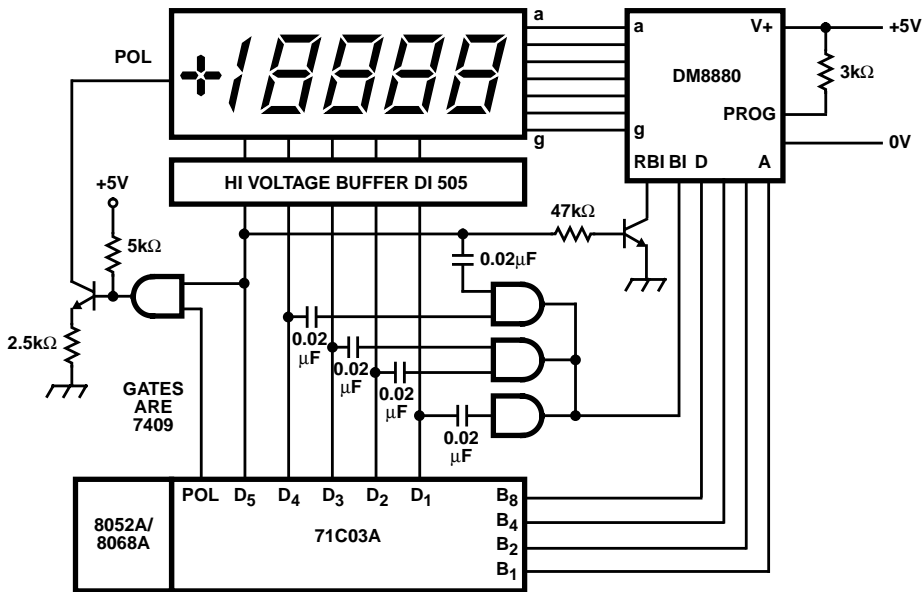 a
a
V+
+5V
POL
+18888
DM8880
3kΩ
PROG
g
g
0V
RBI BI D A
HI VOLTAGE BUFFER DI 505
+5V
47kΩ
5kΩ
0.02µF
2.5kΩ
0.02
µF
0.02
µF
0.02
µF
0.02
µF
GATES
ARE
7409
POL D5 D4 D3 D2 D1
B8
8052A/
8068A
71C03A
B4
B2
B1